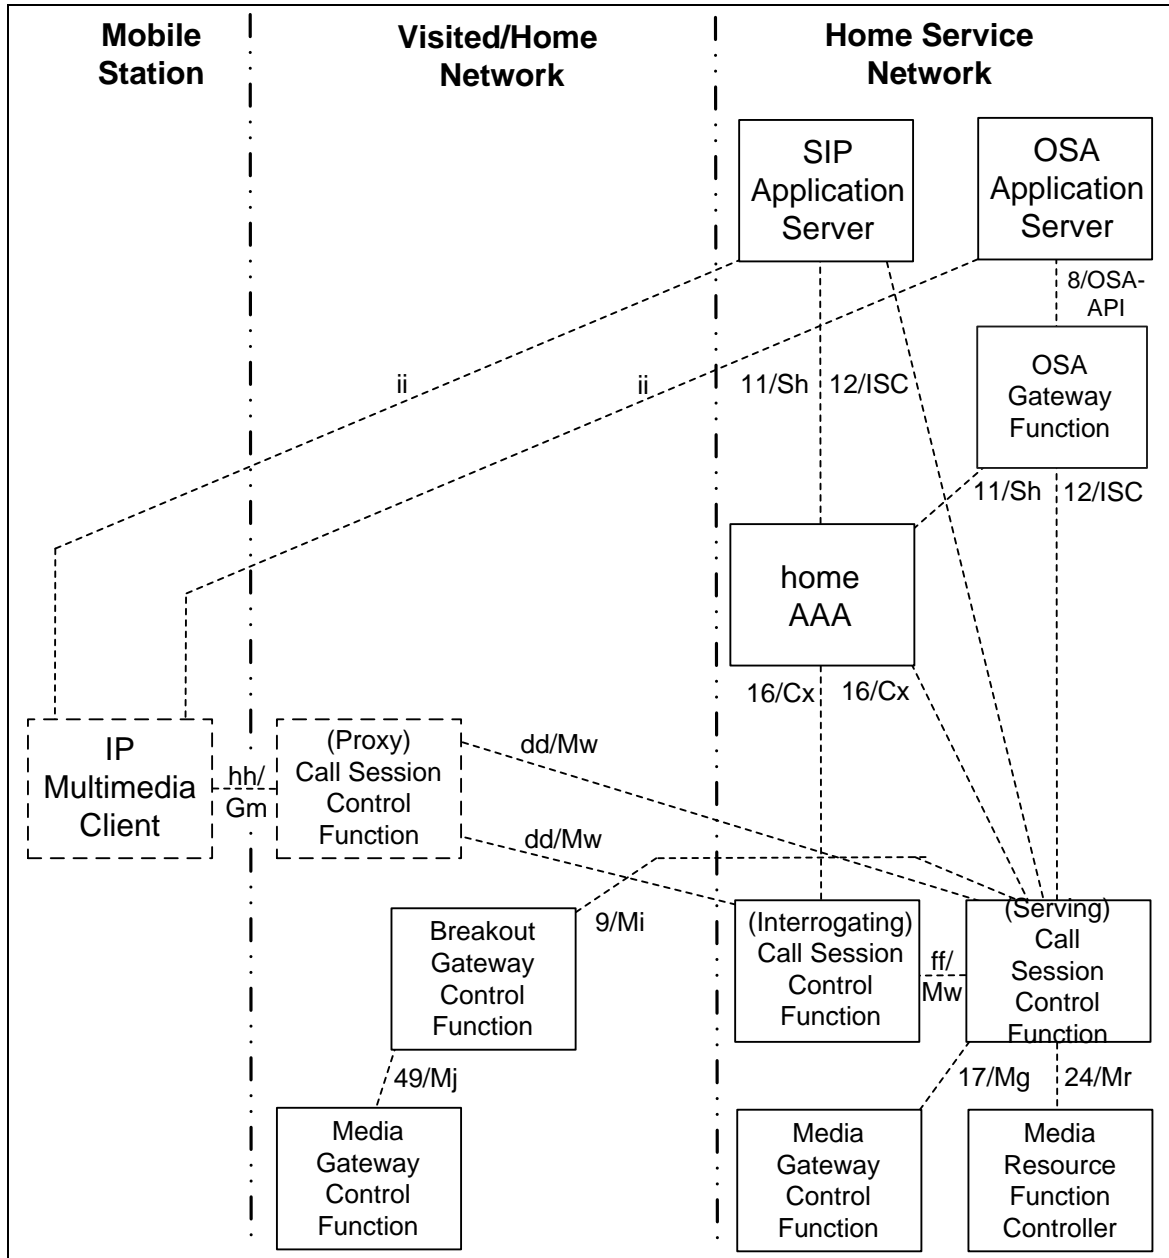 Mobile
Station
Visited/Home
Network
Home Service
Network
SIP
Application
Server
OSA
Application
Server
8/OSA-
API
OSA
Gateway
Function
ii
ii
11/Sh
12/ISC
11/Sh
12/ISC
home
AAA
16/Cx
16/Cx
IP
Multimedia
Client
hh/
Gm
(Proxy)
Call Session
Control
Function
dd/Mw
dd/Mw
9/Mi
Breakout
Gateway
Control
Function
(Interrogating)
Call Session
Control
Function
ff/
Mw
(Serving)
Call
Session
Control
Function
49/Mj
17/Mg
24/Mr
Media
Gateway
Control
Function
Media
Gateway
Control
Function
Media
Resource
Function
Controller